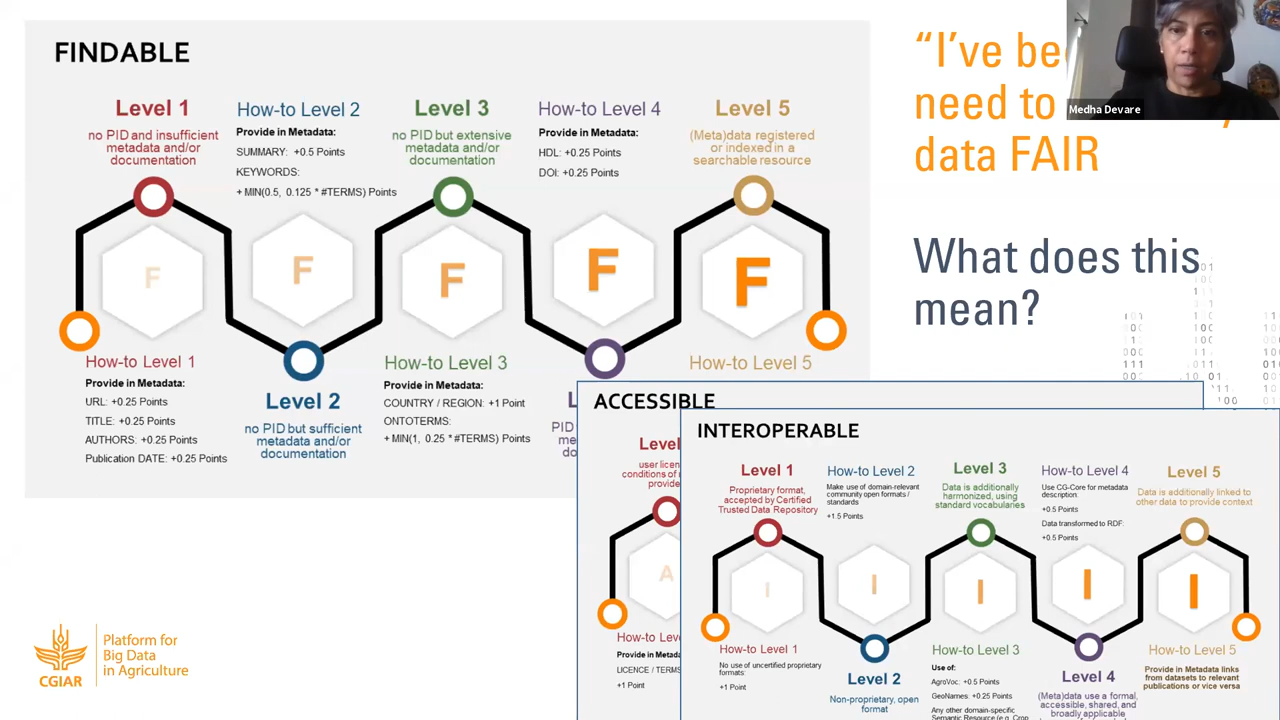 FINDABLE
Level 1
no PID and insufficient
metadata and/or
documentation
How-to Level 2
Provide in Metadata:
SUMMARY: +0.5 Points
KEYWORDS:
+ MIN(0.5, 0.125 * #TERMS) Points
Level 3
no PID but extensive
metadata and/or
documentation
How-to Level 4
Provide in Metadata:
HDL: +0.25 Points
DOI: +0.25 Points
Level 5
(Meta)data registered
or indexed in a
searchable resource
F
F
F
F
F
How-to Level 1
Provide in Metadata:
URL: +0.25 Points
TITLE: +0.25 Points
AUTHORS: +0.25 Points
Publication DATE: +0.25 Points
Level 2
no PID but sufficient
metadata and/or
documentation
How-to Level 3
Provide in Metadata:
COUNTRY / REGION: +1 Point
ONTOTERMS:
+ MIN(1, 0.25 * #TERMS) Points
How-to Level 5
“I’ve
need to
data FAIR
What does this
mean?
Medha Devare
ACCESSIBLE
user
conditions of
A
+1 Point
LICENCE / TERMS
INTEROPERABLE
Level 1
Proprietary format,
accepted by Certified
Trusted Data Repository
How-to Level 2
Make use of domain-relevant
community open formats /
standards
+1.5 Points
Level 3
Data is additionally
harmonized, using
standard vocabularies
How-to Level 4
Use CG-Core for metadata
description:
+0.5 Points
Data transformed to RDF:
+0.5 Points
Level 5
Data is additionally linked to
other data to provide context
I
I
I
I
I
How-to Level 1
No use of uncertified proprietary
formats:
+1 Point
Level 2
Non-proprietary, open
format
How-to Level 3
Use of:
AgroVoc: +0.5 Points
GeoNames: +0.25 Points
Any other domain-specific
Semantic Resource (e.g. Crop
Level 4
(Meta)data use a formal,
accessible, shared, and
broadly applicable
How-to Level 5
Provide in Metadata links
from datasets to relevant
publications or vice versa
CGIAR
Platform for
Big Data
in Agriculture